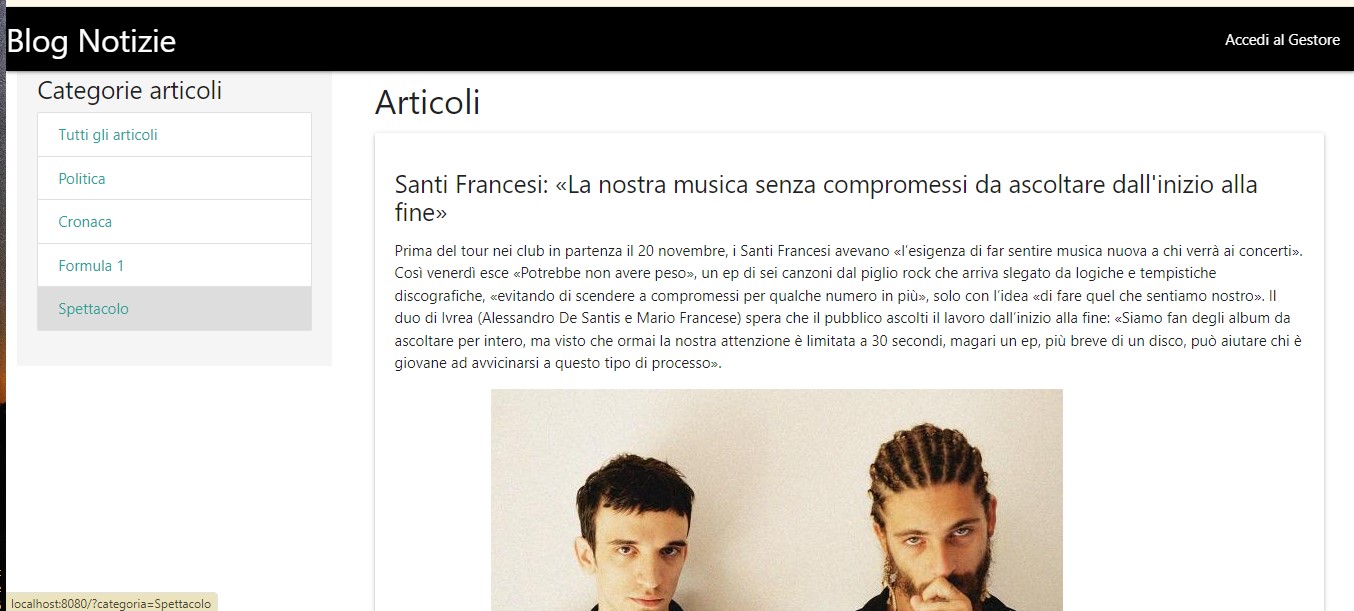 Blog Notizie
Accedi al Gestore
Categorie articoli
Tutti gli articoli
Politica
Cronaca
Formula 1
Spettacolo
Articoli
Santi Francesi: «La nostra musica senza compromessi da ascoltare dall'inizio alla
fine»
Prima del tour nei club in partenza il 20 novembre, i Santi Francesi avevano «l’esigenza di far sentire musica nuova a chi verrà ai concerti».
Così venerdì esce «Potrebbe non avere peso», un ep di sei canzoni dal piglio rock che arriva slegato da logiche e tempistiche
discografiche, «evitando di scendere a compromessi per qualche numero in più», solo con l’idea «di fare quel che sentiamo nostro». Il
duo di Ivrea (Alessandro De Santis e Mario Francese) spera che il pubblico ascolti il lavoro dall’inizio alla fine: «Siamo fan degli album da
ascoltare per intero, ma visto che ormai la nostra attenzione è limitata a 30 secondi, magari un ep, più breve di un disco, può aiutare chi è
giovane ad avvicinarsi a questo tipo di processo».
localhost:8080/?categoria=Spettacolo